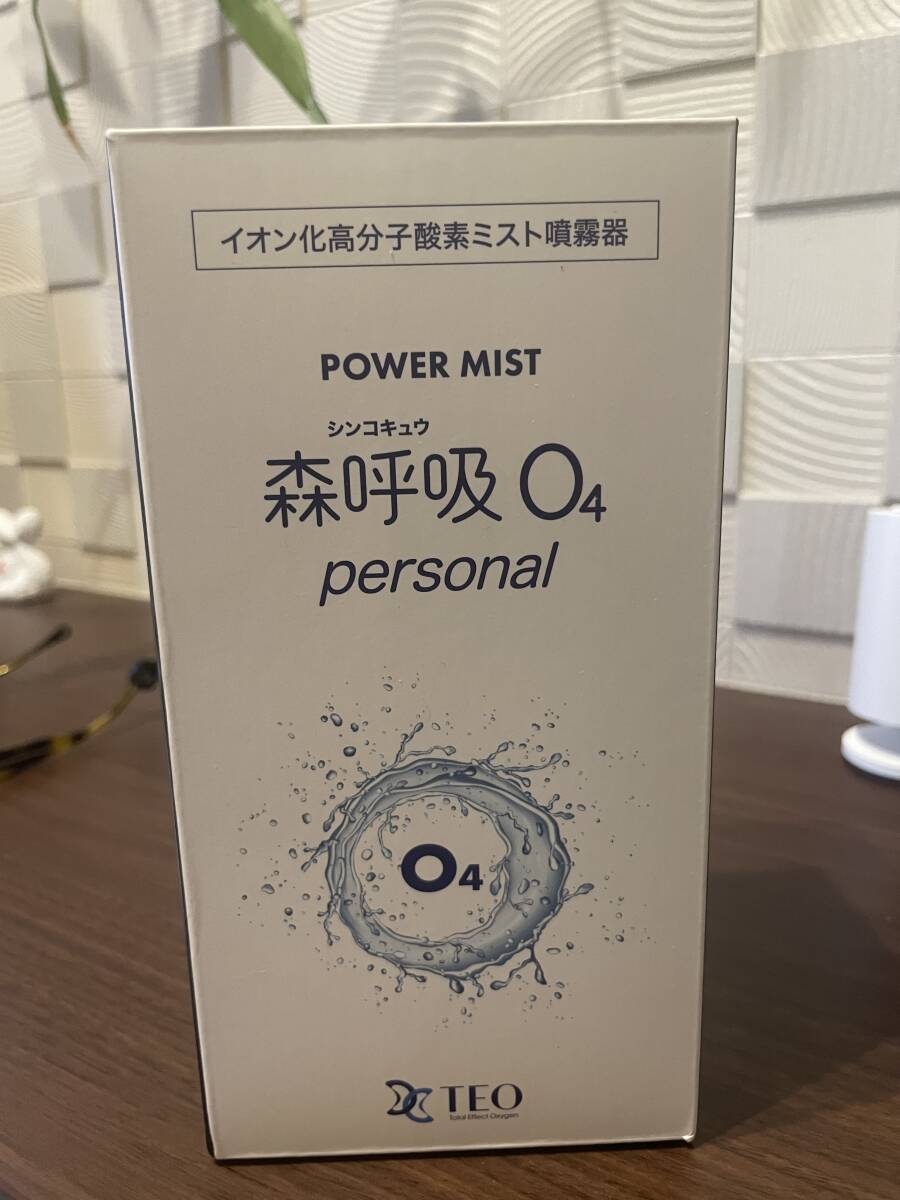 イオン化高分子酸素ミスト噴霧器
POWER MIST
シンコキュウ
森呼吸 O4
personal
O4
TEO
Total Effect Oxygen